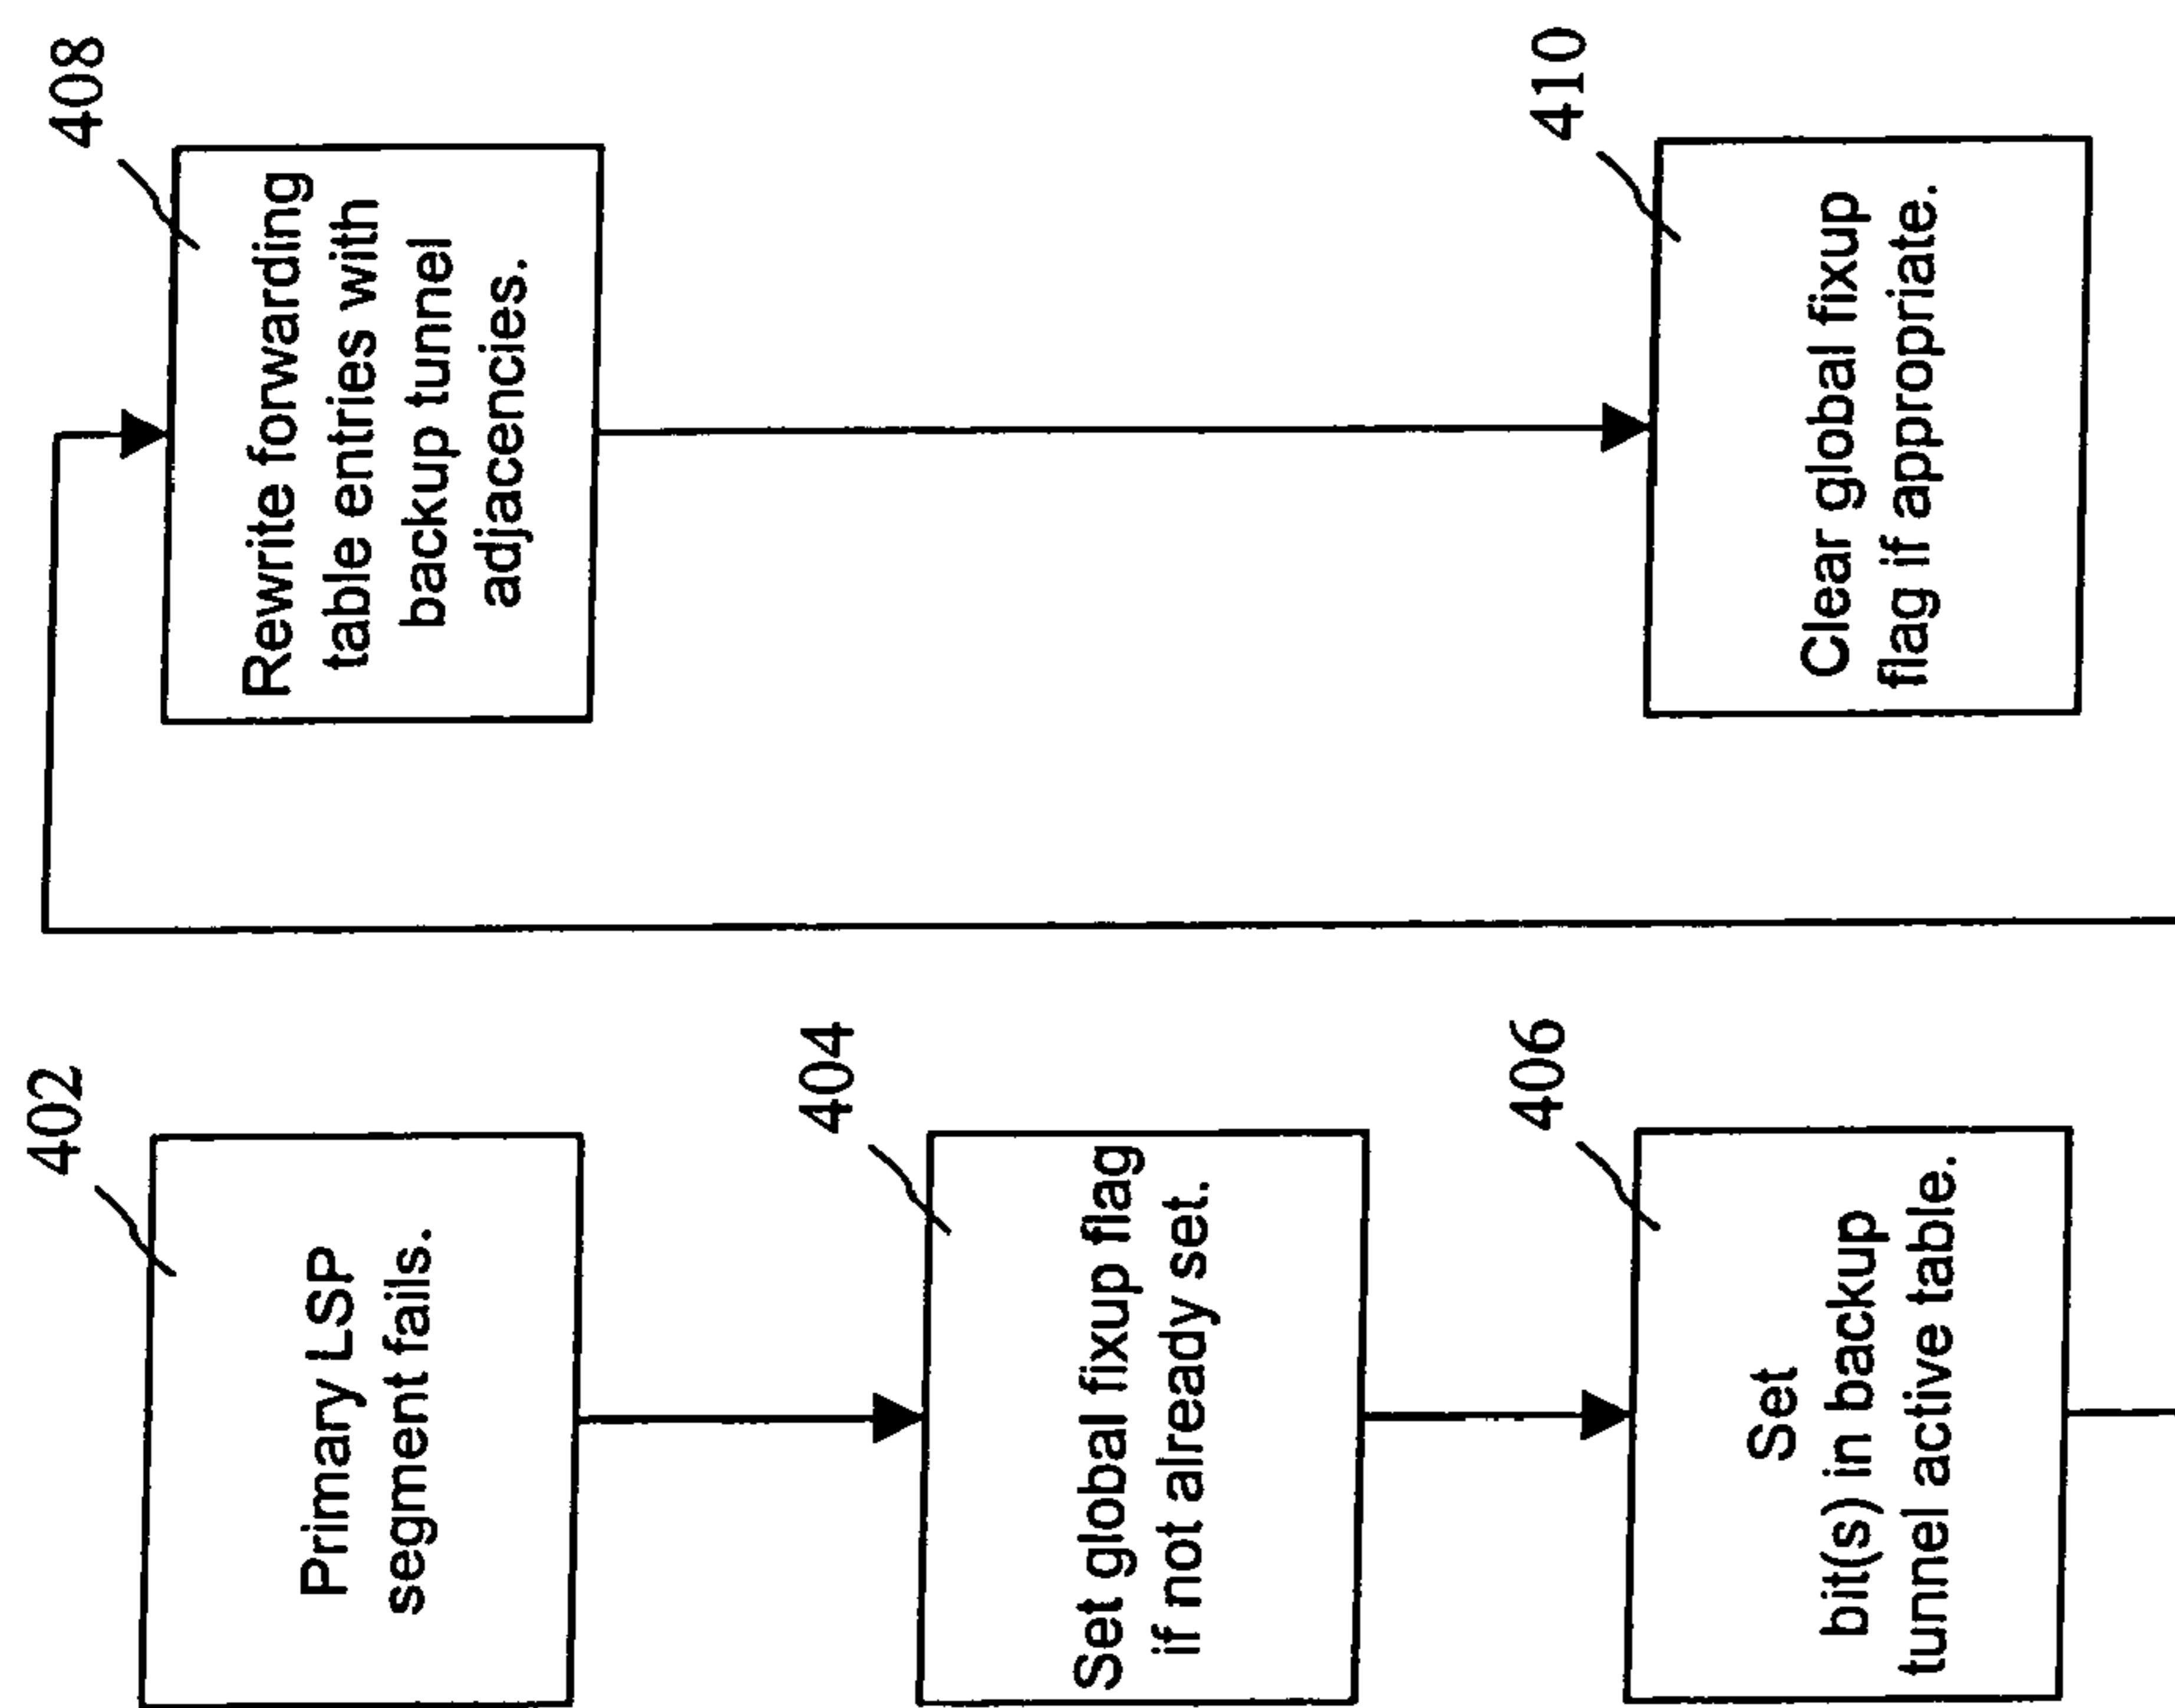 402
Primary LSP
segment fails.
404
Set global fixup flag
if not already set.
406
Set
bit(s) in backup
tunnel active table.
408
Rewrite forwarding
table entries with
backup tunnel
adjacencies.
410
Clear global fixup
flag if appropriate.